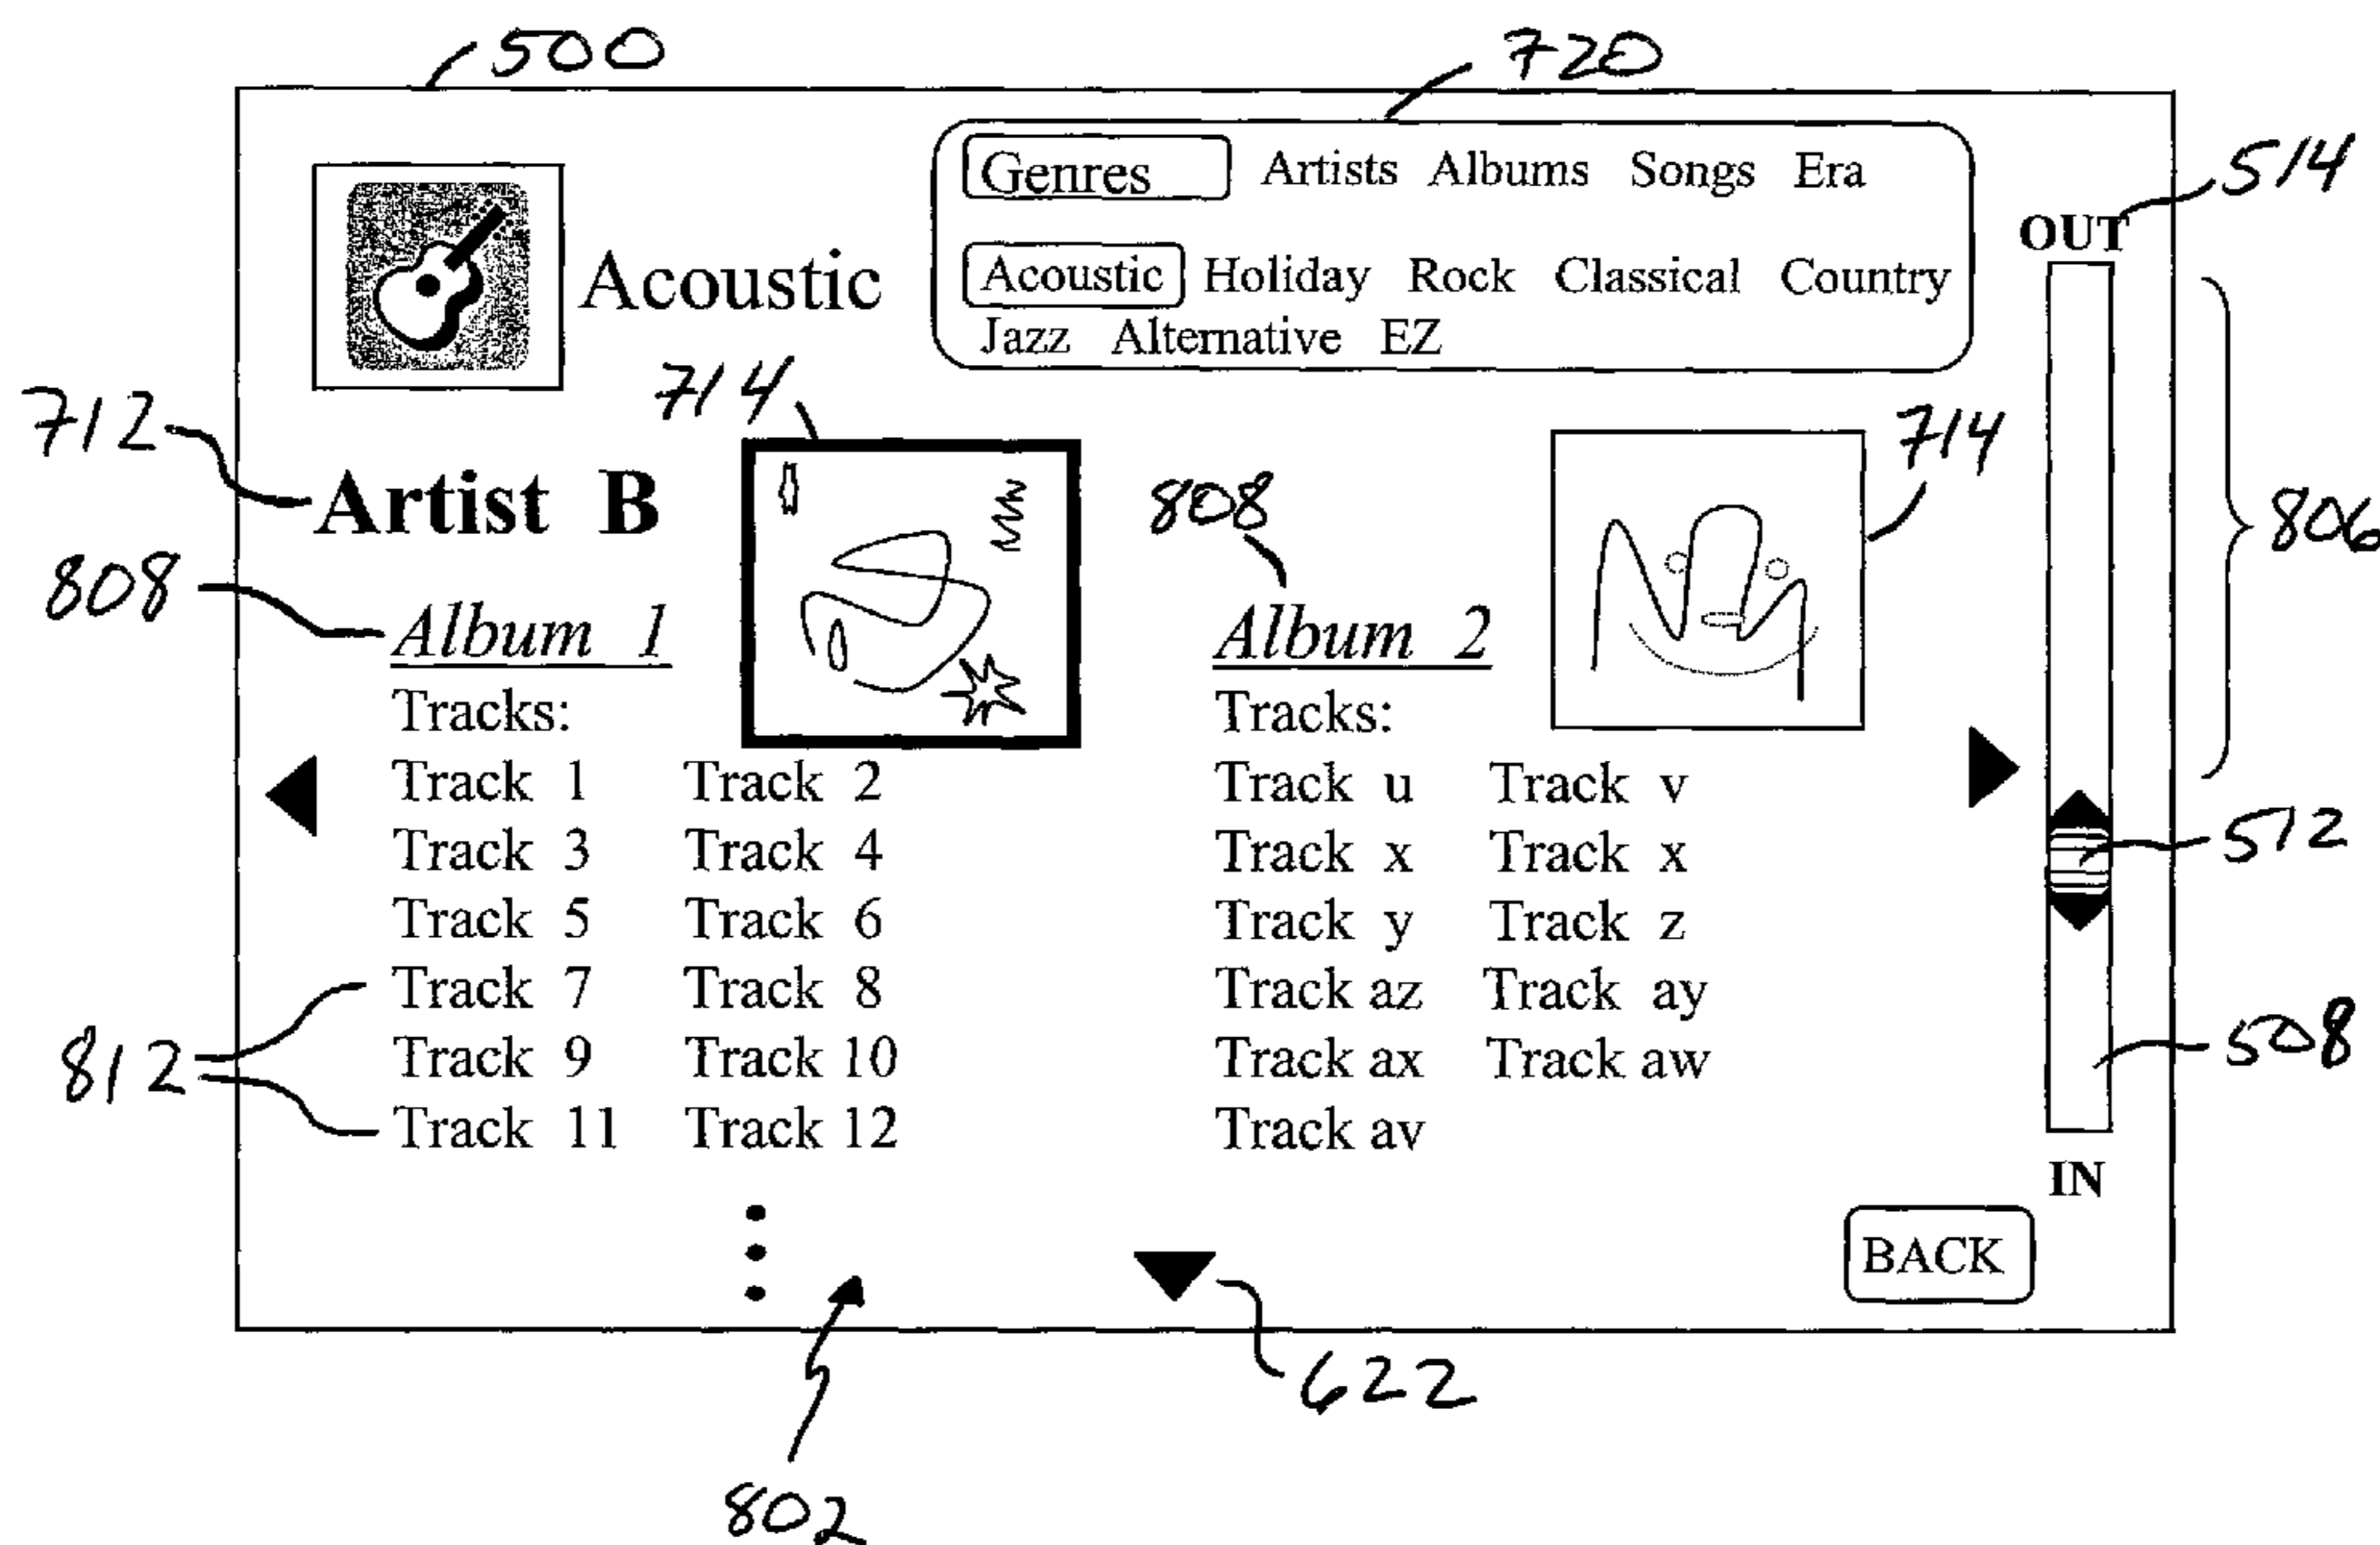 500
720
Genres Artists Albums Songs Era
514
OUT
Acoustic
Acoustic Holiday Rock Classical Country
Jazz Alternative EZ
714
712
714
Artist B
808
806
808
Album 1
Album 2
Tracks:
Tracks:
Track 1 Track 2
Track u Track v
Track 3 Track 4
Track x Track x
512
Track 5 Track 6
Track y Track z
Track 7 Track 8
Track az Track ay
812
508
Track 9 Track 10
Track ax Track aw
Track 11 Track 12
Track av
IN
BACK
622
802